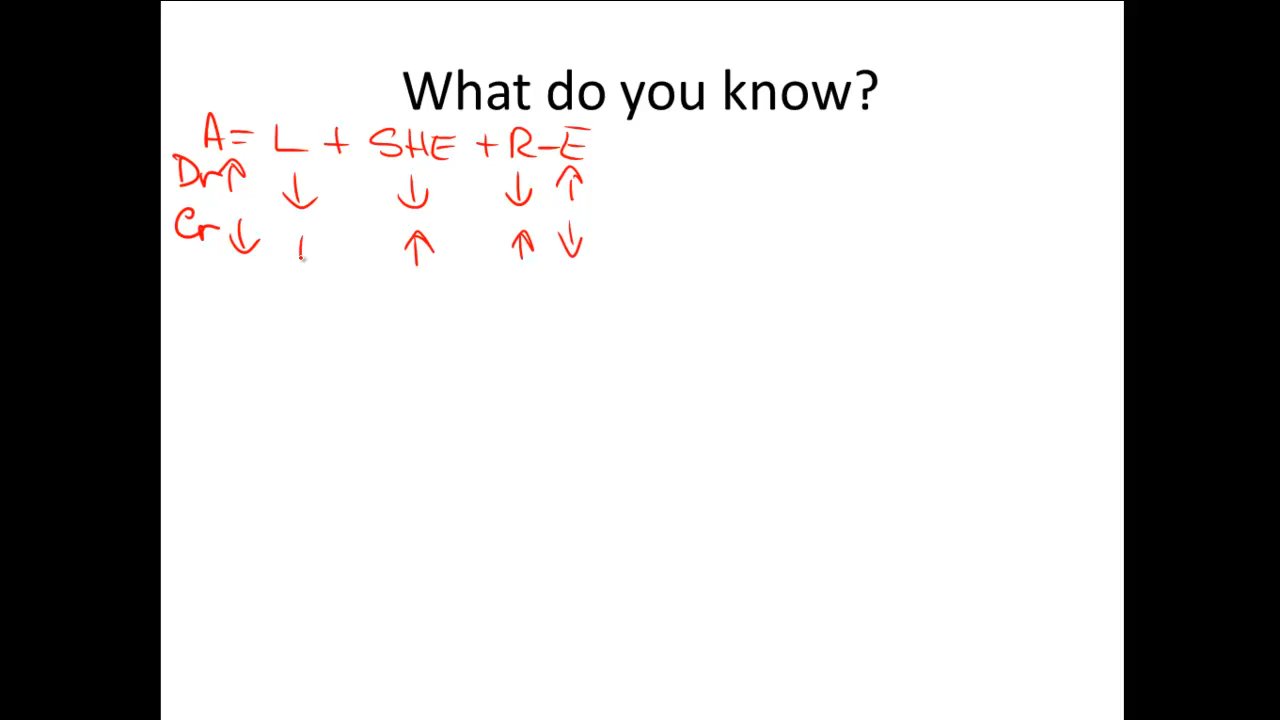 What do you know?
A = L + SHE + R - E
Dr ↑ ↓ ↓ ↓ ↑
Cr ↓ ↑ ↑ ↓